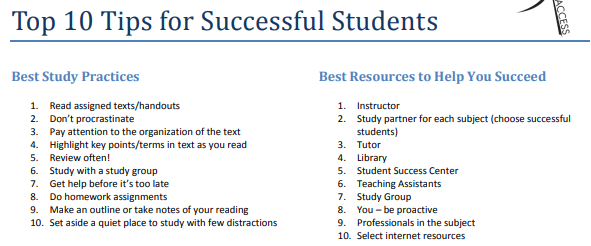 Top 10 Tips for Successful Students
ACCESS
Best Study Practices
1. Read assigned texts/handouts
2. Don't procrastinate
3. Pay attention to the organization of the text
4. Highlight key points/terms in text as you read
5. Review often!
6. Study with a study group
7. Get help before it's too late
8. Do homework assignments
9. Make an outline or take notes of your reading
10. Set aside a quiet place to study with few distractions
Best Resources to Help You Succeed
1. Instructor
2. Study partner for each subject (choose successful
students)
3. Tutor
4. Library
5. Student Success Center
6. Teaching Assistants
7. Study Group
8. You – be proactive
9. Professionals in the subject
10. Select internet resources